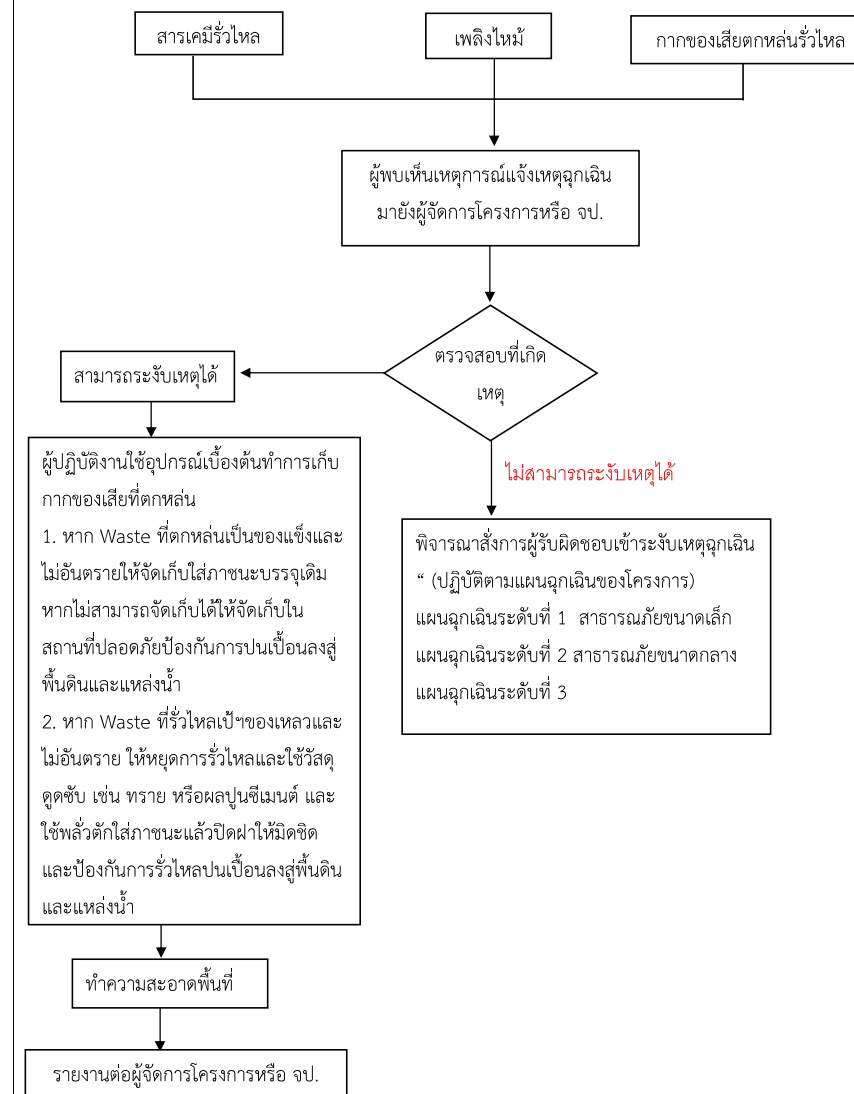 สารเคมีรั่วไหล
เพลิงไหม้
กากของเสียตกหล่นรั่วไหล
ผู้พบเห็นเหตุการณ์แจ้งเหตุฉุกเฉิน
มายังผู้จัดการโครงการหรือ จป.
ตรวจสอบที่เกิด
เหตุ
สามารถระงับเหตุได้
ไม่สามารถระงับเหตุได้
ผู้ปฏิบัติงานใช้อุปกรณ์เบื้องต้นทำการเก็บ
กากของเสียที่ตกหล่น
1. หาก Waste ที่ตกหล่นเป็นของแข็งและ
ไม่อันตรายให้จัดเก็บใส่ภาชนะบรรจุเดิม
หากไม่สามารถจัดเก็บได้ให้จัดเก็บใน
สถานที่ปลอดภัยป้องกันการปนเปื้อนลงสู่
พื้นดินและแหล่งน้ำ
2. หาก Waste ที่รั่วไหลเป้ฯของเหลวและ
ไม่อันตราย ให้หยุดการรั่วไหลและใช้วัสดุ
ดูดซับ เช่น ทราย หรือผลปูนซีเมนต์ และ
ใช้พลั่วตักใส่ภาชนะแล้วปิดฝาให้มิดชิด
และป้องกันการรั่วไหลปนเปื้อนลงสู่พื้นดิน
และแหล่งน้ำ
พิจารณาสั่งการผู้รับผิดชอบเข้าระงับเหตุฉุกเฉิน
“ (ปฏิบัติตามแผนฉุกเฉินของโครงการ)
แผนฉุกเฉินระดับที่ 1 สาธารณภัยขนาดเล็ก
แผนฉุกเฉินระดับที่ 2 สาธารณภัยขนาดกลาง
แผนฉุกเฉินระดับที่ 3
ทำความสะอาดพื้นที่
รายงานต่อผู้จัดการโครงการหรือ จป.